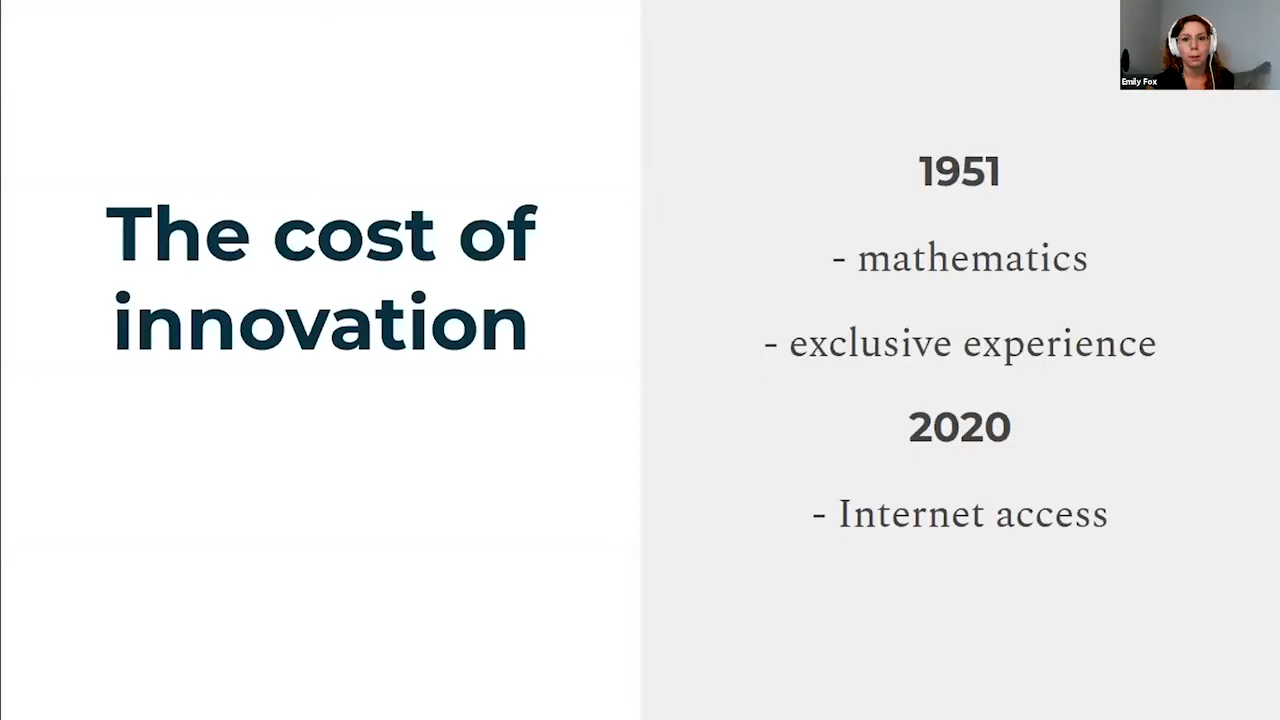 The cost of
innovation
1951
- mathematics
- exclusive experience
2020
- Internet access
Emily Fox